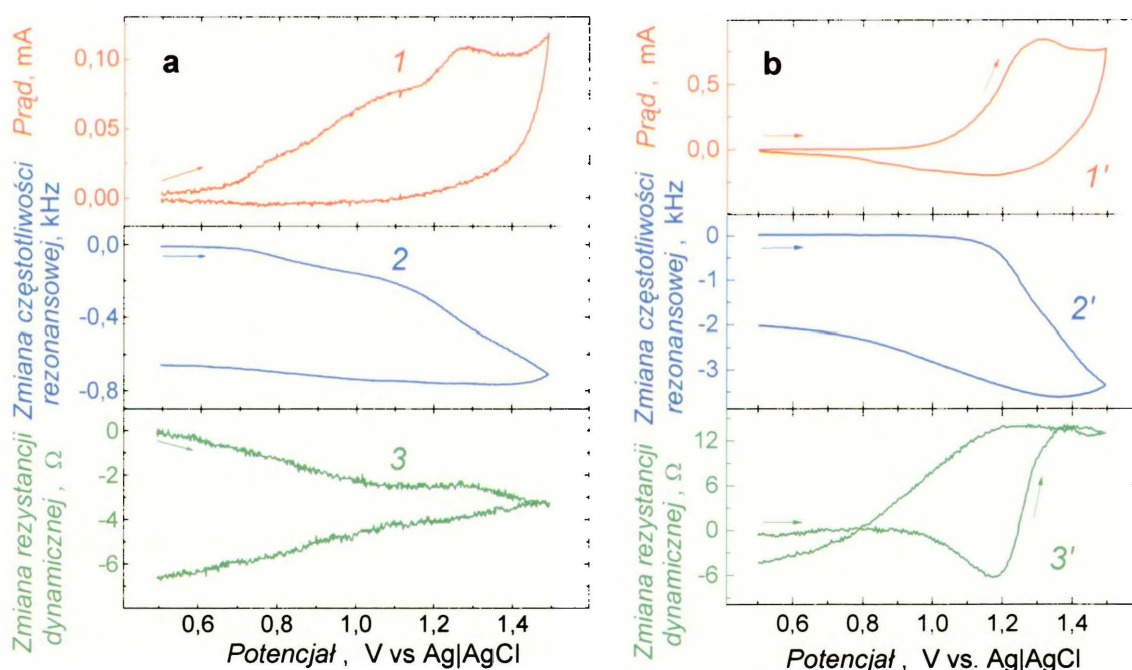 a
1
Prąd, mA
0,10
0,05
0,00
2
Zmiana częstotliwości
rezonansowej, kHz
0,0
-0,4
-0,8
3
Zmiana rezystancji
dynamicznej , Ω
0
-2
-4
-6
0,6 0,8 1,0 1,2 1,4
Potencjał , V vs Ag|AgCl
b
1'
Prąd , mA
0,5
0,0
2'
Zmiana częstotliwości
rezonansowej , kHz
0
-1
-2
-3
3'
Zmiana rezystancji
dynamicznej , Ω
12
6
0
-6
0,6 0,8 1,0 1,2 1,4
Potencjał , V vs. Ag|AgCl